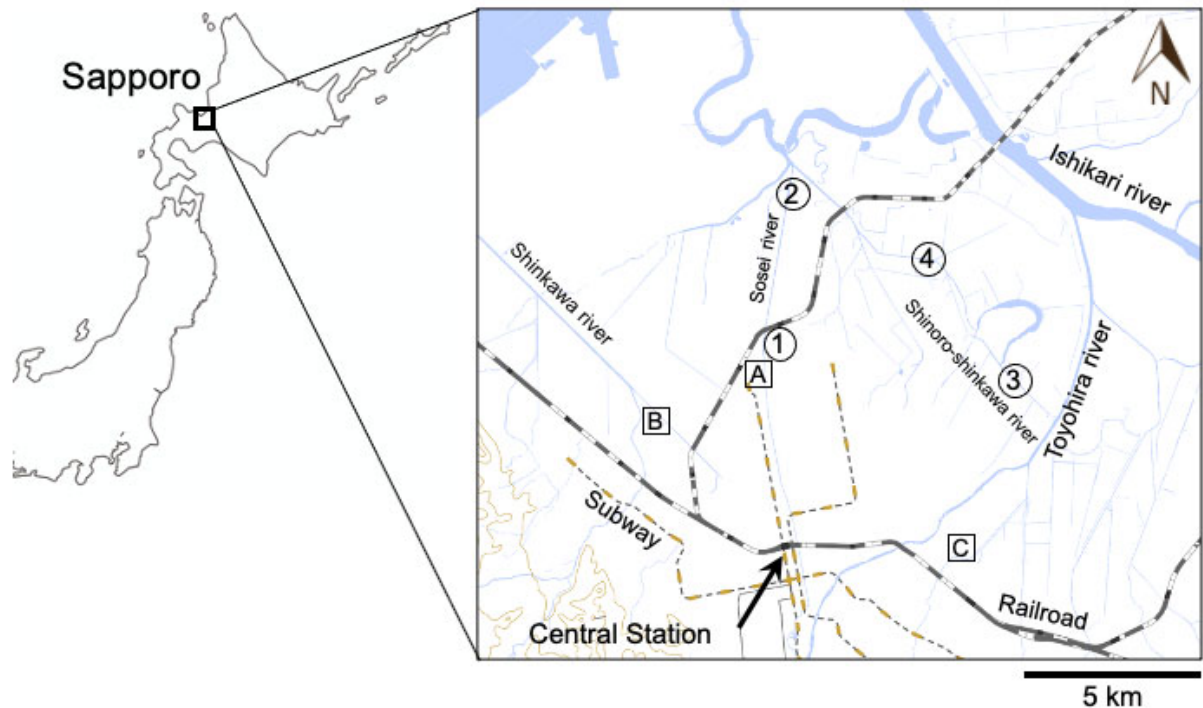 Sapporo
N
Ishikari river
2
Sosei river
4
Shinkawa river
Shinoro-shinkawa river
1
A
3
Toyohira river
B
Subway
C
Central Station
Railroad
5 km